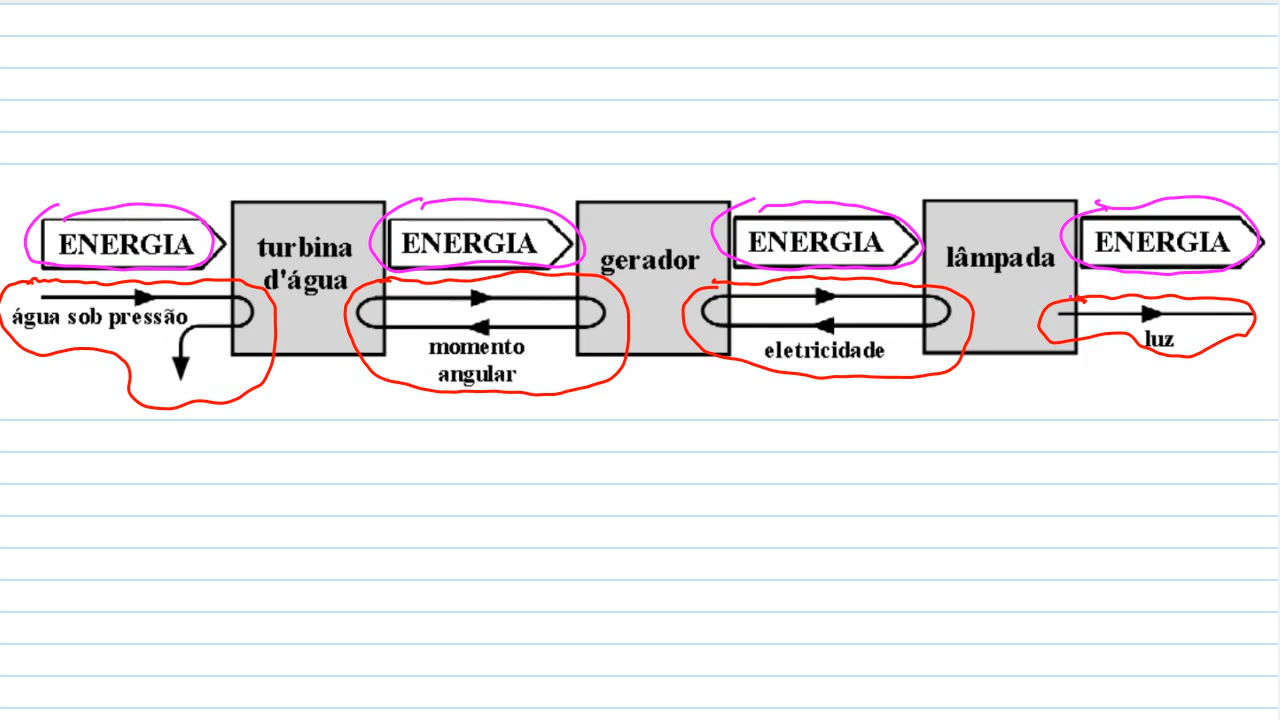 ENERGIA
turbina
d'água
ENERGIA
gerador
ENERGIA
lâmpada
ENERGIA
água sob pressão
momento
angular
eletricidade
luz